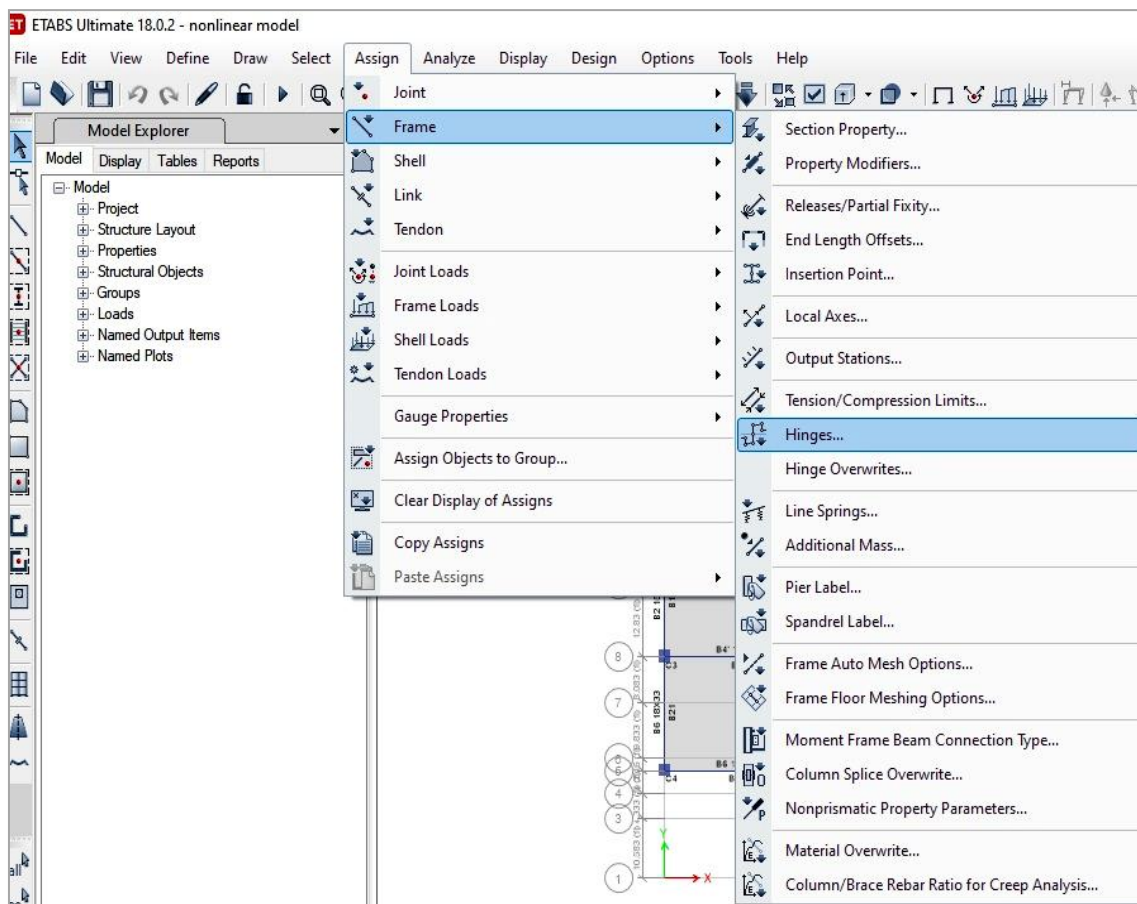 ETABS Ultimate 18.0.2 - nonlinear model
File Edit View Define Draw Select Assign Analyze Display Design Options Tools Help
Model Explorer
Model Display Tables Reports
Model
Project
Structure Layout
Properties
Structural Objects
Groups
Loads
Named Output Items
Named Plots
Joint
Frame
Shell
Link
Tendon
Joint Loads
Frame Loads
Shell Loads
Tendon Loads
Gauge Properties
Assign Objects to Group...
Clear Display of Assigns
Copy Assigns
Paste Assigns
Section Property...
Property Modifiers...
Releases/Partial Fixity...
End Length Offsets...
Insertion Point...
Local Axes...
Output Stations...
Tension/Compression Limits...
Hinges...
Hinge Overwrites...
Line Springs...
Additional Mass...
Pier Label...
Spandrel Label...
Frame Auto Mesh Options...
Frame Floor Meshing Options...
Moment Frame Beam Connection Type...
Column Splice Overwrite...
Nonprismatic Property Parameters...
Material Overwrite...
Column/Brace Rebar Ratio for Creep Analysis...
all
8
C3
7
B6 18X33
B21
C4
4
3
1
Y
X